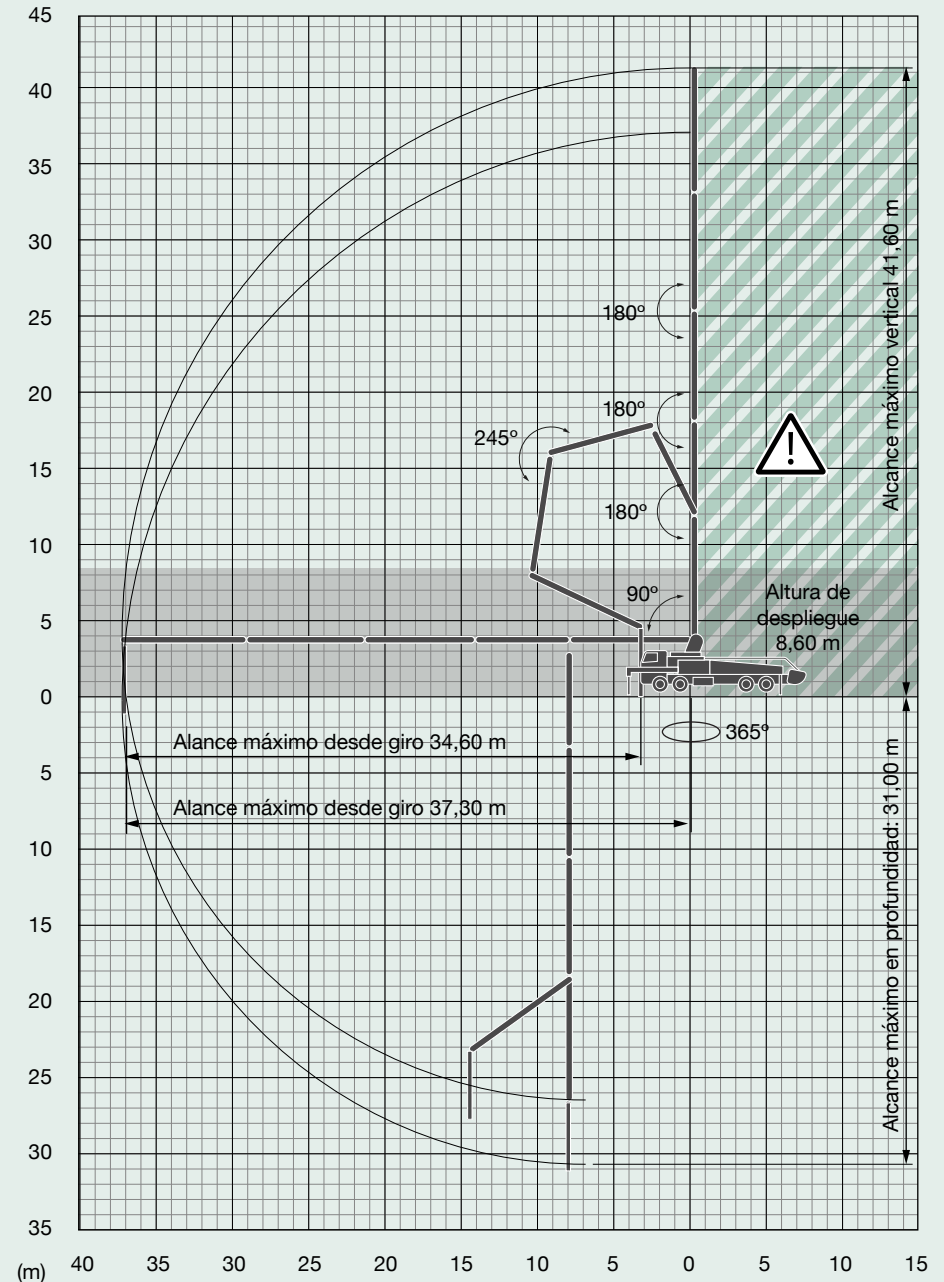 45
40
35
30
25
20
15
10
5
0
5
10
15
20
25
30
35
(m)
40
35
30
25
20
15
10
5
0
5
10
15
180º
180º
245º
180º
90º
!
Altura de
despliegue
8,60 m
Alcance máximo vertical 41,60 m
365º
Alance máximo desde giro 34,60 m
Alance máximo desde giro 37,30 m
Alcance máximo en profundidad: 31,00 m